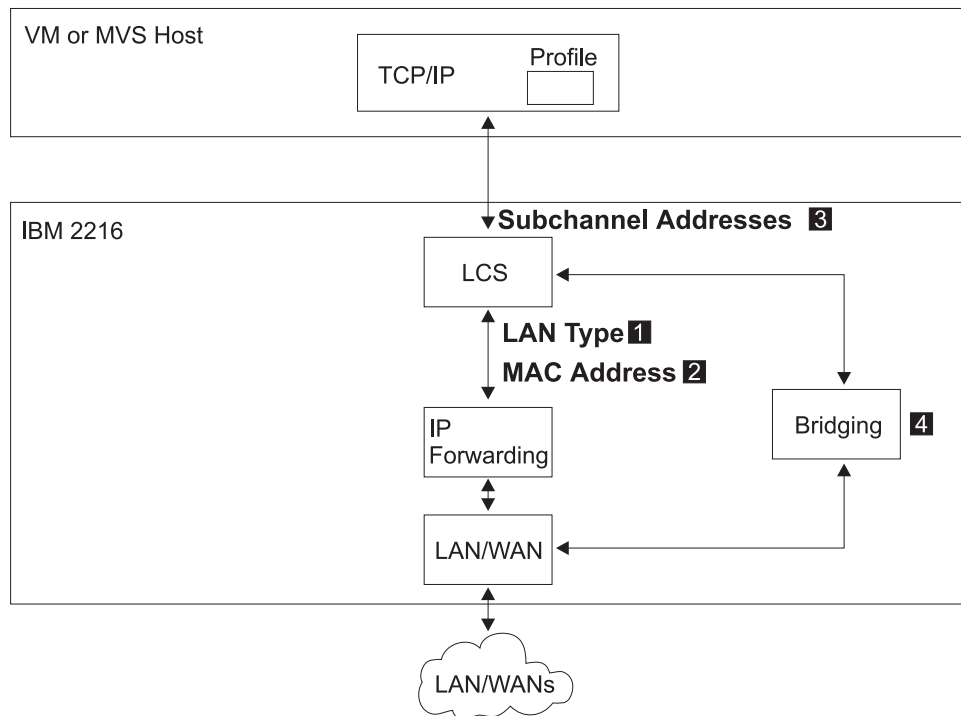 VM or MVS Host
Profile
TCP/IP
IBM 2216
Subchannel Addresses 3
LCS
LAN Type 1
MAC Address 2
IP
Forwarding
Bridging 4
LAN/WAN
LAN/WANs